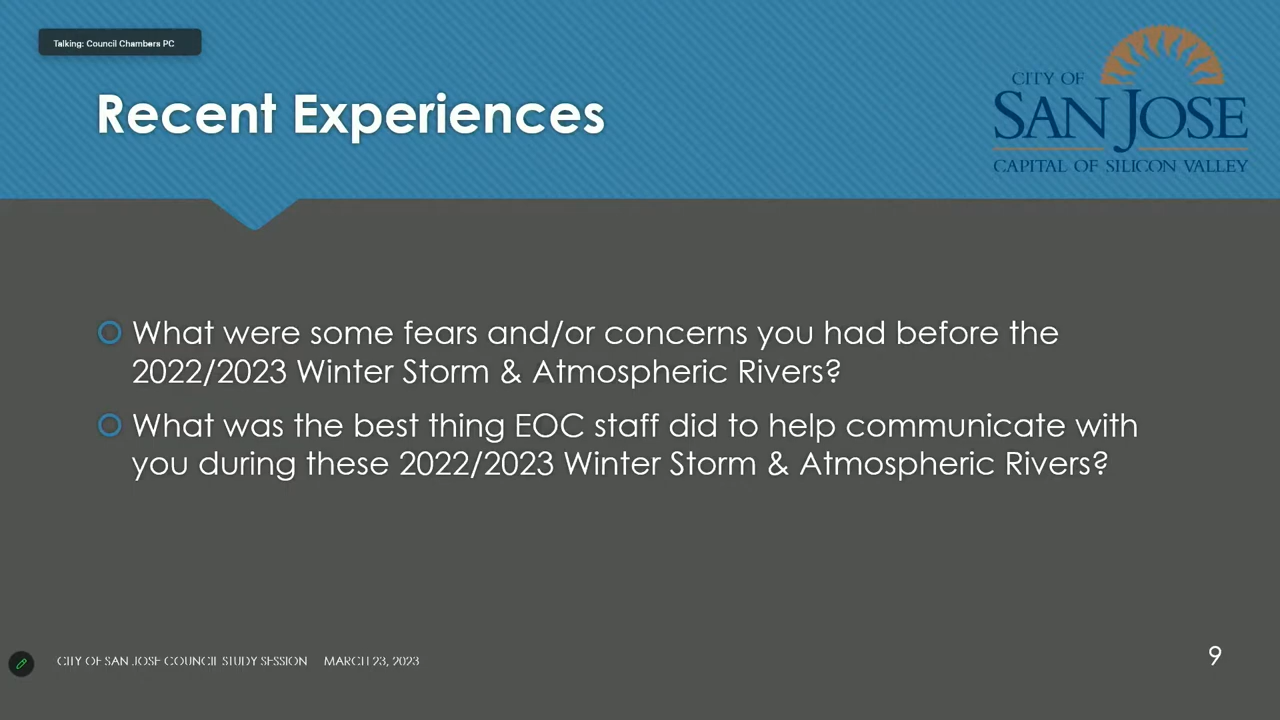 Talking: Council Chambers PC
Recent Experiences
CITY OF
SAN JOSE
CAPITAL OF SILICON VALLEY
What were some fears and/or concerns you had before the
2022/2023 Winter Storm & Atmospheric Rivers?
What was the best thing EOC staff did to help communicate with
you during these 2022/2023 Winter Storm & Atmospheric Rivers?
CITY OF SAN JOSE COUNCIL STUDY SESSION MARCH 23, 2023
9